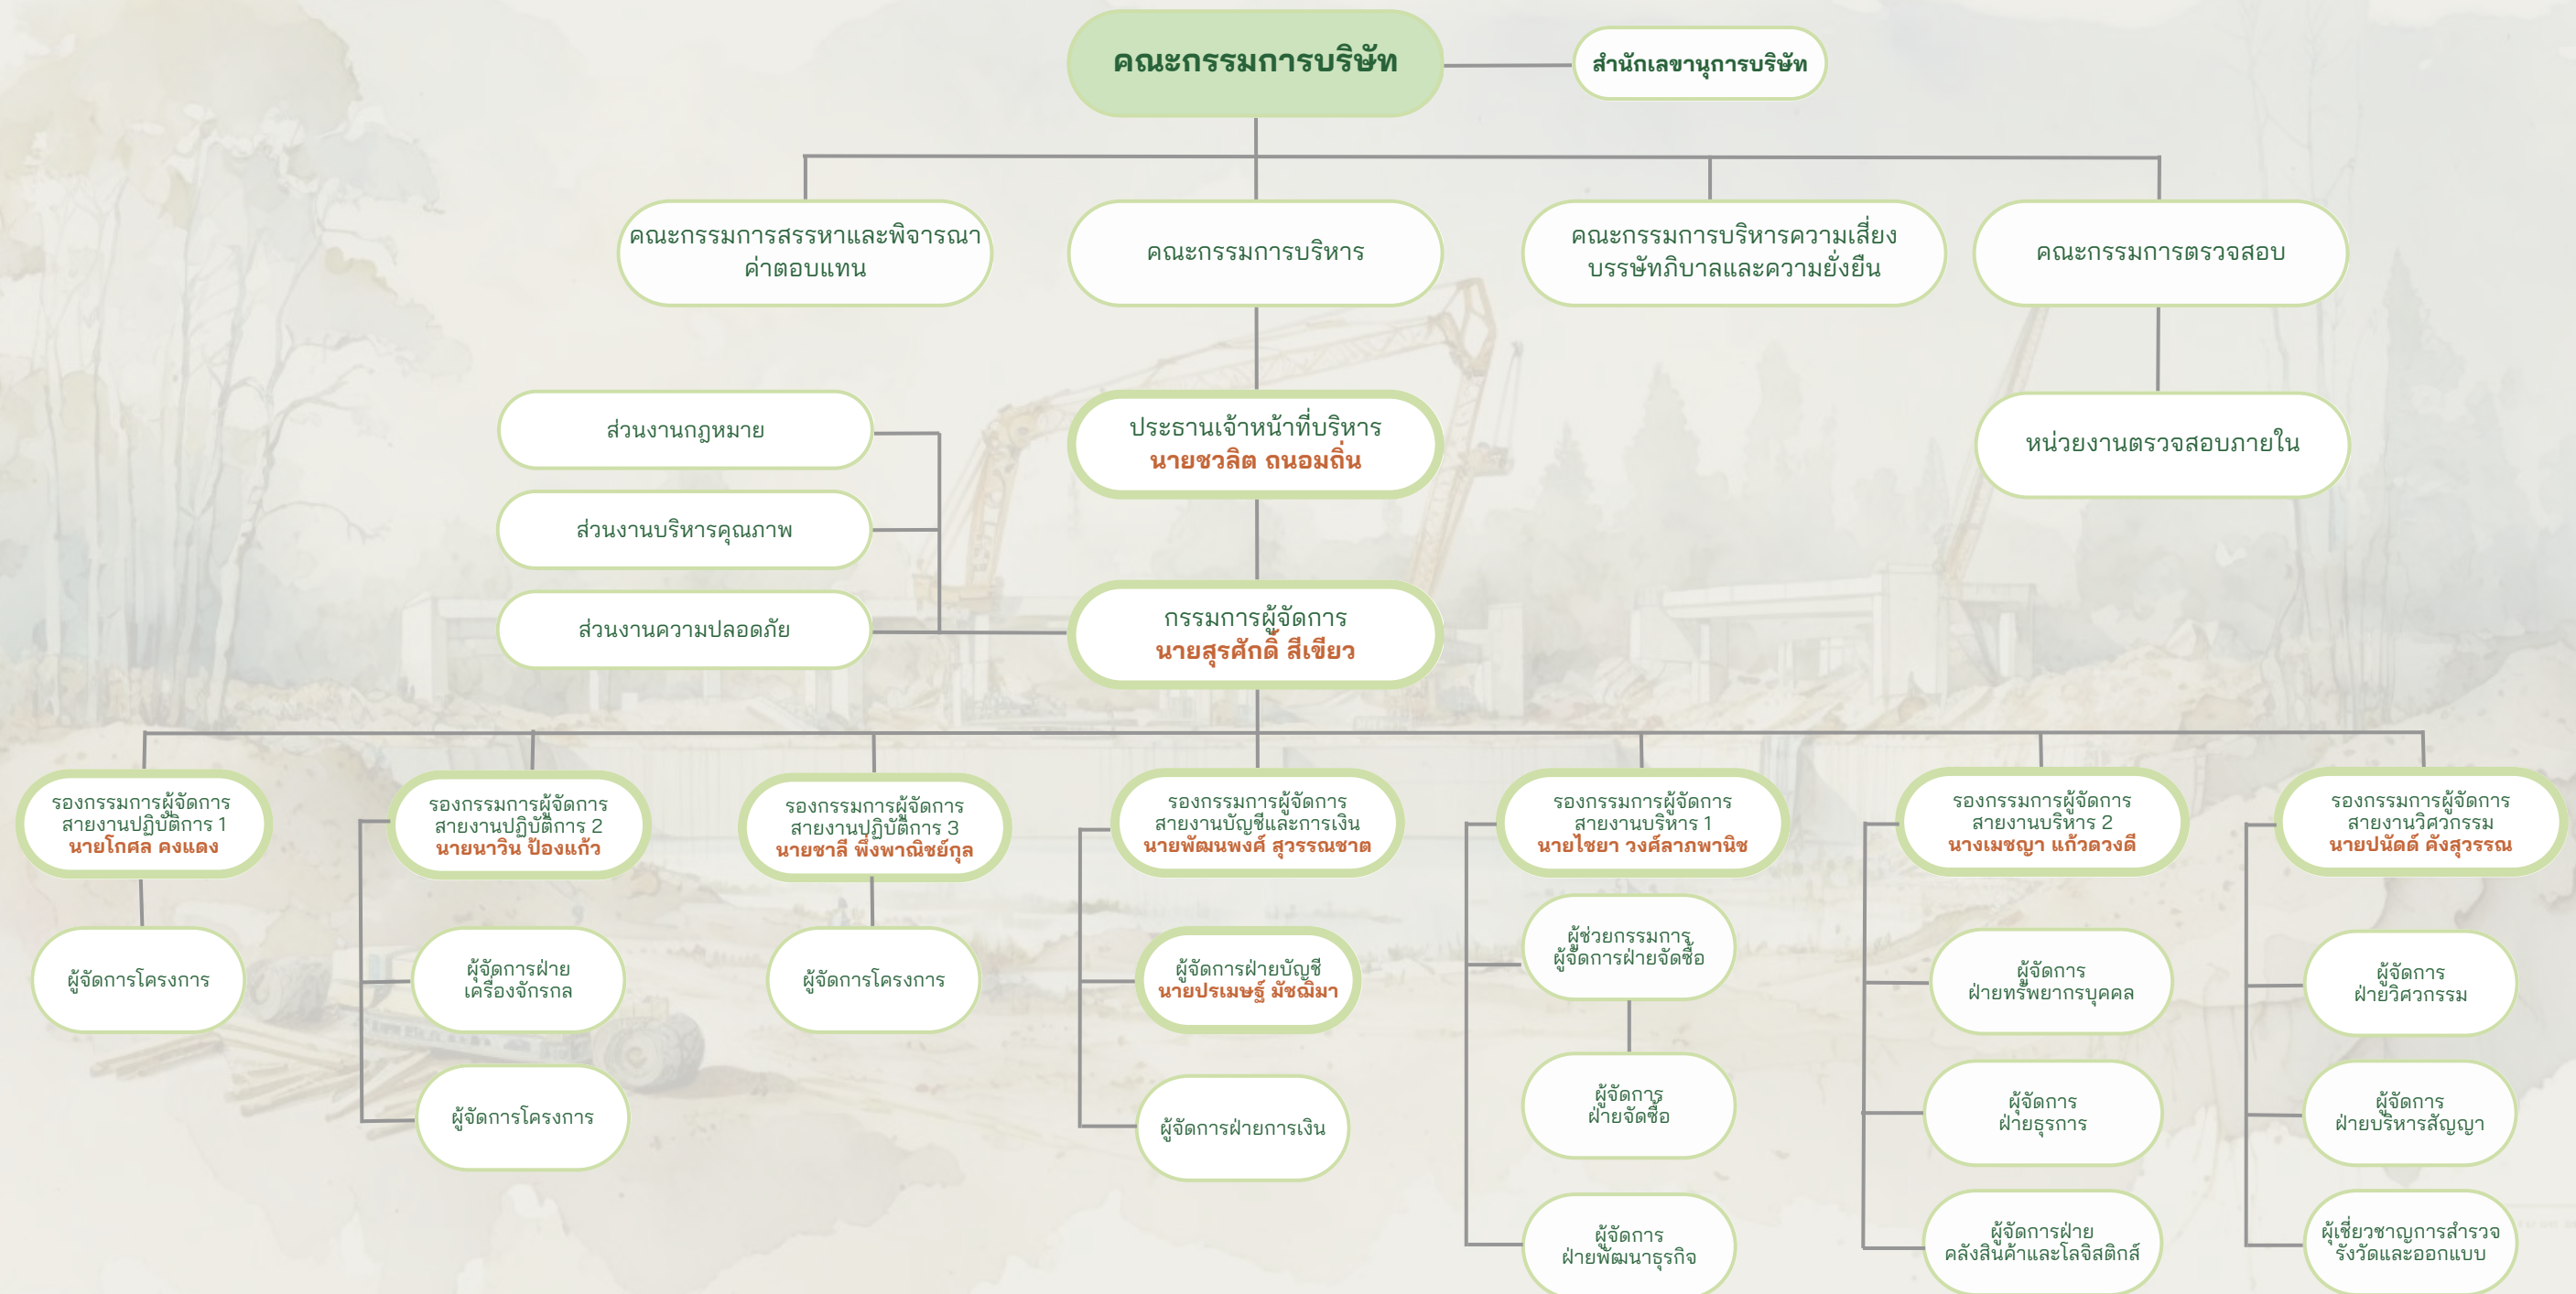 คณะกรรมการบริษัท
สำนักเลขานุการบริษัท
คณะกรรมการสรรหาและพิจารณา
ค่าตอบแทน
คณะกรรมการบริหาร
คณะกรรมการบริหารความเสี่ยง
บรรษัทภิบาลและความยั่งยืน
คณะกรรมการตรวจสอบ
ส่วนงานกฎหมาย
ประธานเจ้าหน้าที่บริหาร
นายชวลิต ถนอมถิ่น
หน่วยงานตรวจสอบภายใน
ส่วนงานบริหารคุณภาพ
ส่วนงานความปลอดภัย
กรรมการผู้จัดการ
นายสุรศักดิ์ สีเขียว
รองกรรมการผู้จัดการ
สายงานปฏิบัติการ 1
นายโกศล คงแดง
รองกรรมการผู้จัดการ
สายงานปฏิบัติการ 2
นายนาวิน ป้องแก้ว
รองกรรมการผู้จัดการ
สายงานปฏิบัติการ 3
นายชาลี พึ่งพาณิชย์กุล
รองกรรมการผู้จัดการ
สายงานบัญชีและการเงิน
นายพัฒนพงศ์ สุวรรณชาต
รองกรรมการผู้จัดการ
สายงานบริหาร 1
นายไชยา วงศ์ลาภพานิช
รองกรรมการผู้จัดการ
สายงานบริหาร 2
นางเมชญา แก้วดวงดี
รองกรรมการผู้จัดการ
สายงานวิศวกรรม
นายปนัดด์ คังสุวรรณ
ผู้จัดการโครงการ
ผู้จัดการฝ่าย
เครื่องจักรกล
ผู้จัดการโครงการ
ผู้จัดการฝ่ายบัญชี
นายปรเมษฐ์ มัชฌิมา
ผู้ช่วยกรรมการ
ผู้จัดการฝ่ายจัดซื้อ
ผู้จัดการ
ฝ่ายทรัพยากรบุคคล
ผู้จัดการ
ฝ่ายวิศวกรรม
ผู้จัดการโครงการ
ผู้จัดการฝ่ายการเงิน
ผู้จัดการ
ฝ่ายจัดซื้อ
ผุ้จัดการ
ฝ่ายธุรการ
ผู้จัดการ
ฝ่ายบริหารสัญญา
ผู้จัดการ
ฝ่ายพัฒนาธุรกิจ
ผู้จัดการฝ่าย
คลังสินค้าและโลจิสติกส์
ผุ้เชี่ยวชาญการสำรวจ
รังวัดและออกแบบ